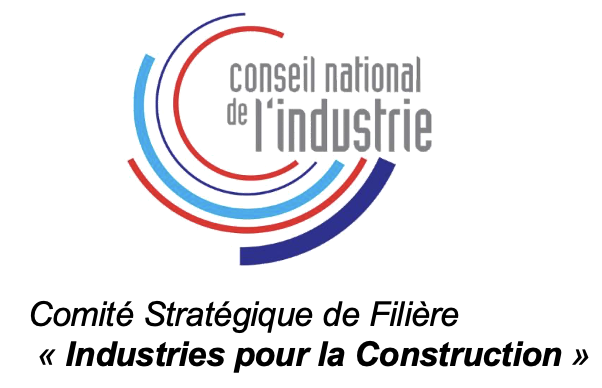 conseil national
de l'industrie
Comité Stratégique de Filière
« Industries pour la Construction »